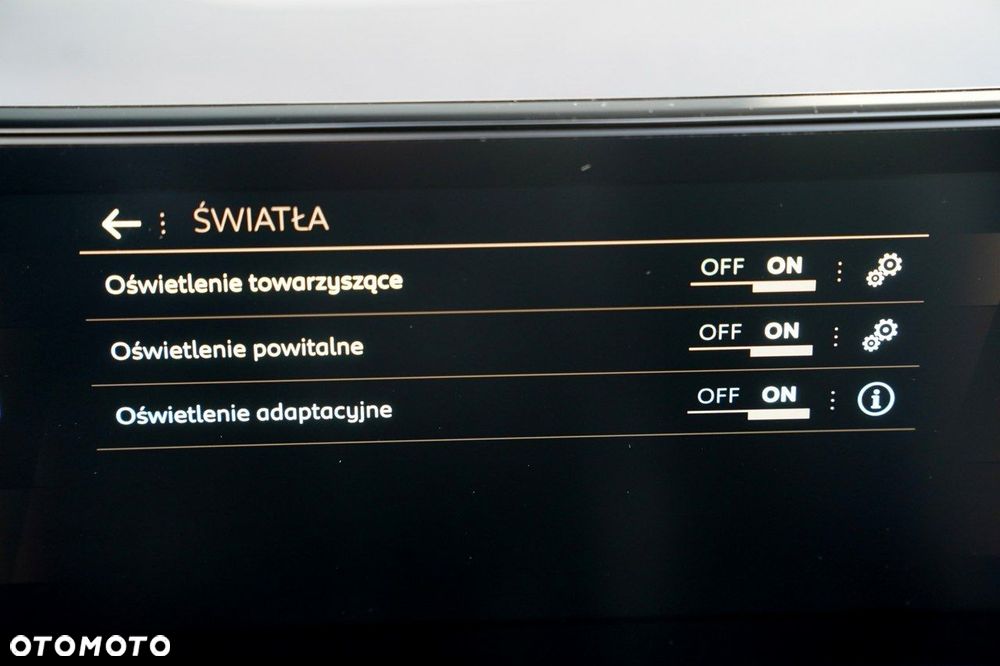 ŚWIATŁA
Oświetlenie towarzyszące OFF ON
Oświetlenie powitalne OFF ON
Oświetlenie adaptacyjne OFF ON
OTOMOTO